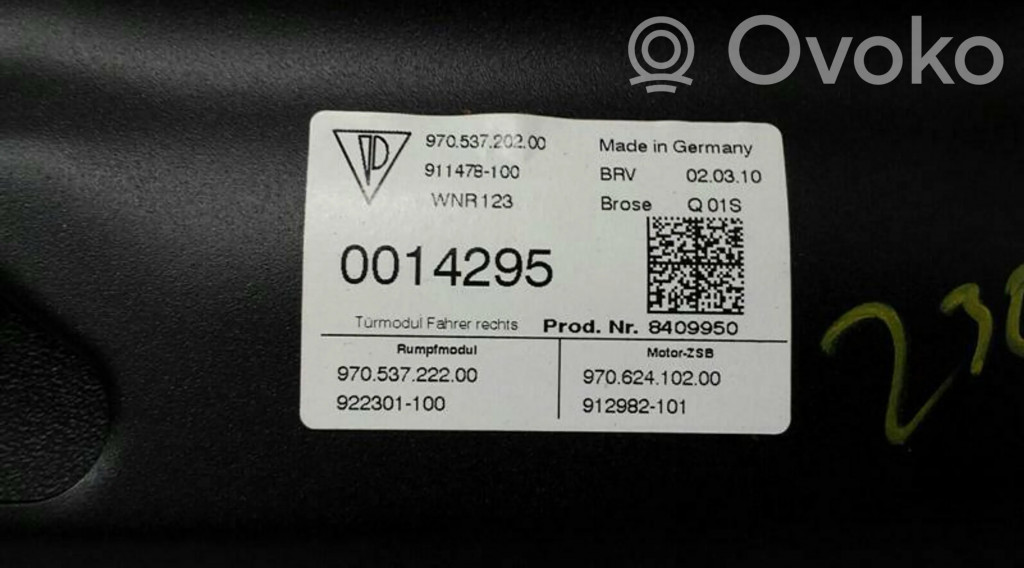 Ovoko
970.537.202.00
911478-100
WNR 123
Made in Germany
BRV 02.03.10
Brose Q 01S
0014295
Türmodul Fahrer rechts Prod. Nr. 8409950
Rumpfmodul
970.537.222.00
922301-100
Motor-ZSB
970.624.102.00
912982-101